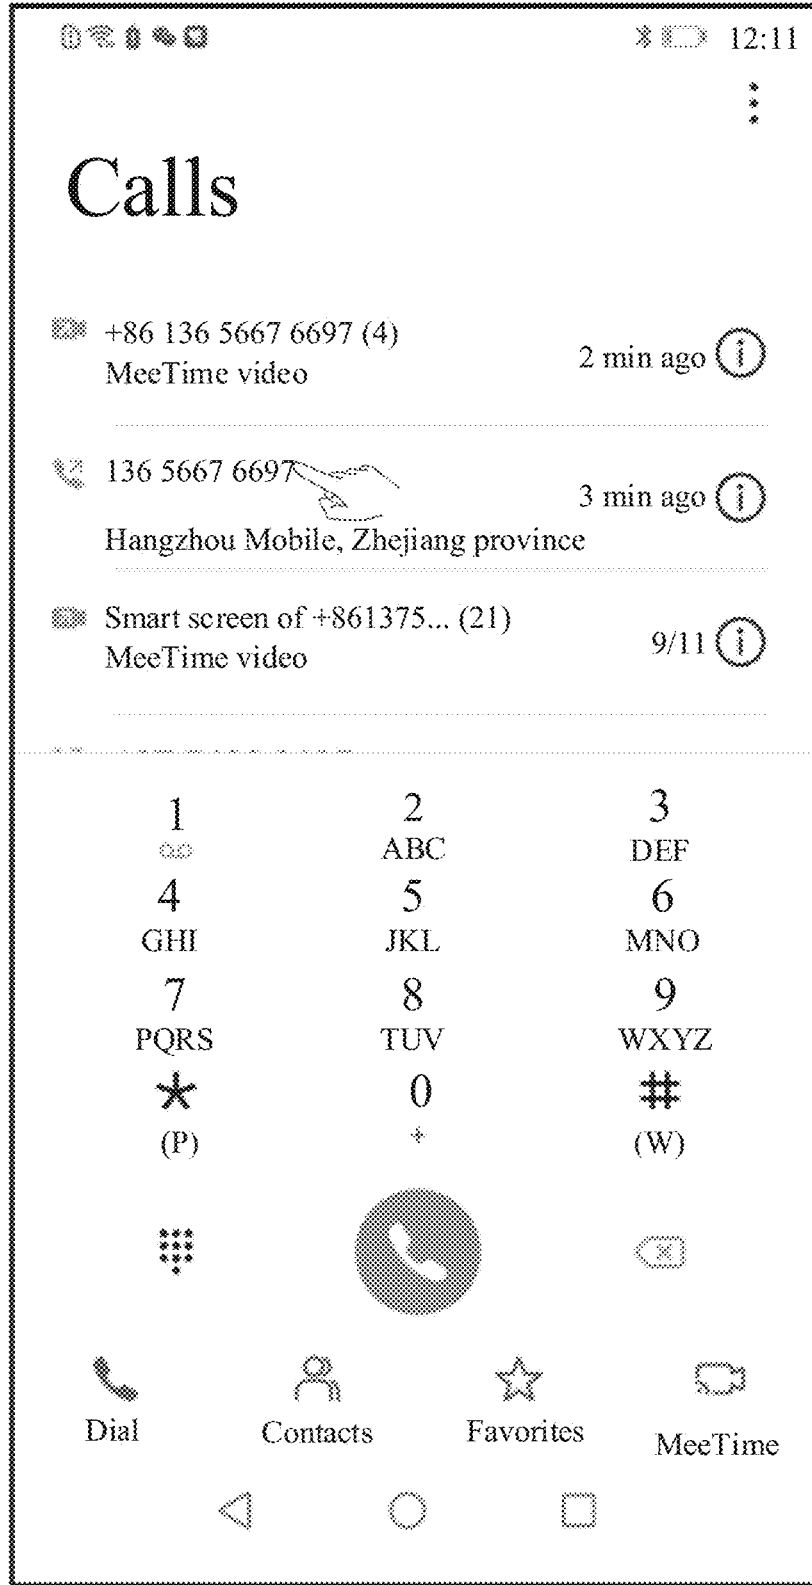 12:11
Calls
+86 136 5667 6697 (4)
MeeTime video
2 min ago
136 5667 6697
3 min ago
Hangzhou Mobile, Zhejiang province
Smart screen of +861375... (21)
MeeTime video
9/11
1 2 3
ABC DEF
4 5 6
GHI JKL MNO
7 8 9
PQRS TUV WXYZ
* 0 #
(P) + (W)
Dial Contacts Favorites MeeTime